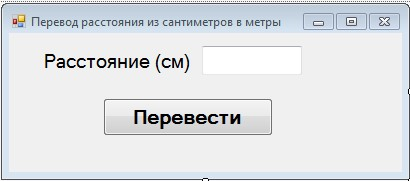 Перевод расстояния из сантиметров в метры
Расстояние (см)
Перевести